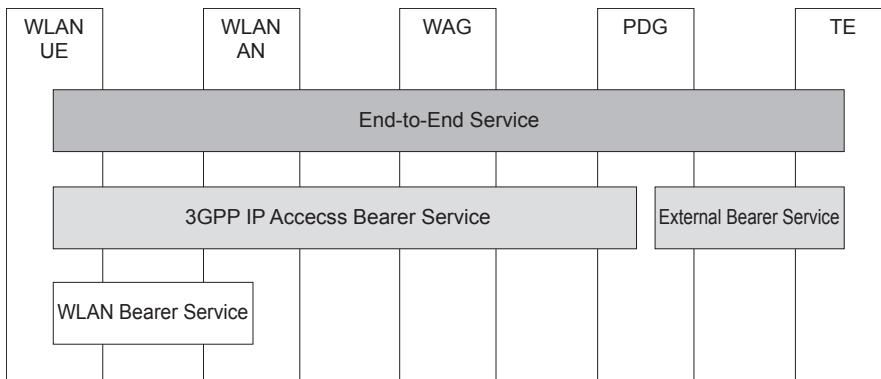 WLAN
UE
WLAN
AN
WAG
PDG
TE
End-to-End Service
3GPP IP Accecss Bearer Service
External Bearer Service
WLAN Bearer Service